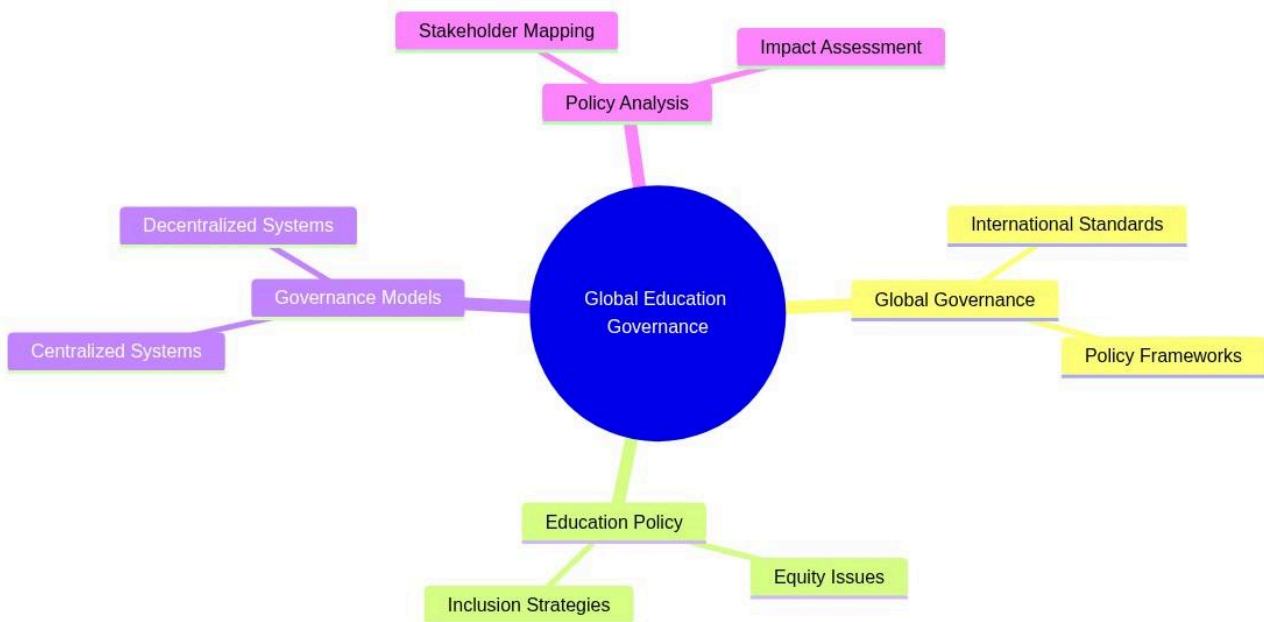 Stakeholder Mapping
Impact Assessment
Policy Analysis
Decentralized Systems
International Standards
Governance Models
Global Education
Governance
Global Governance
Centralized Systems
Policy Frameworks
Education Policy
Equity Issues
Inclusion Strategies